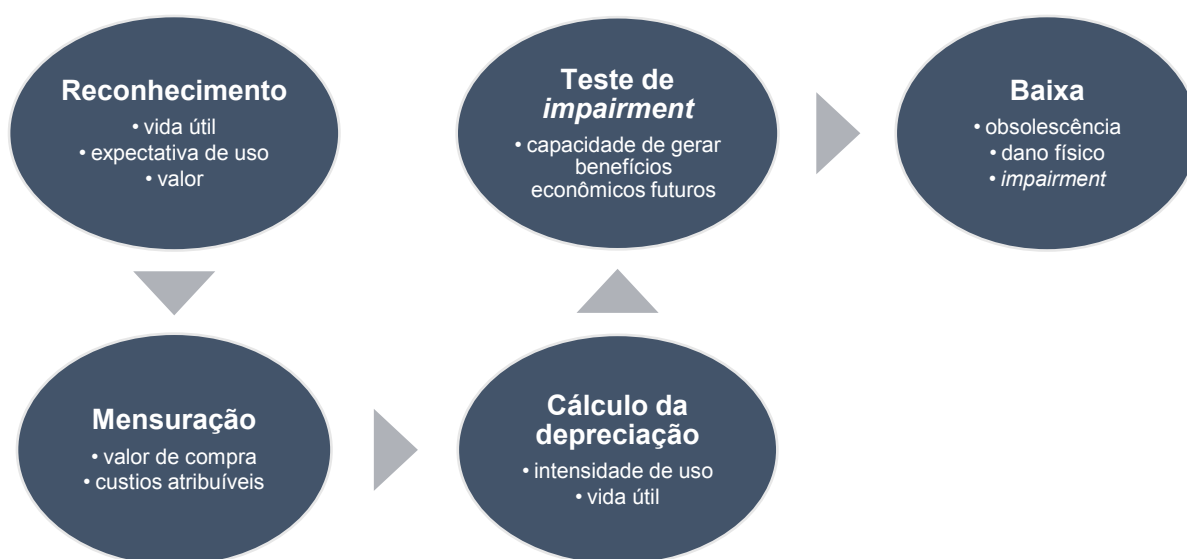 Reconhecimento
• vida útil
• expectativa de uso
• valor
Mensuração
• valor de compra
• custios atribuíveis
Cálculo da
depreciação
• intensidade de uso
• vida útil
Teste de
impairment
• capacidade de gerar
benefícios
econômicos futuros
Baixa
• obsolescência
• dano físico
• impairment